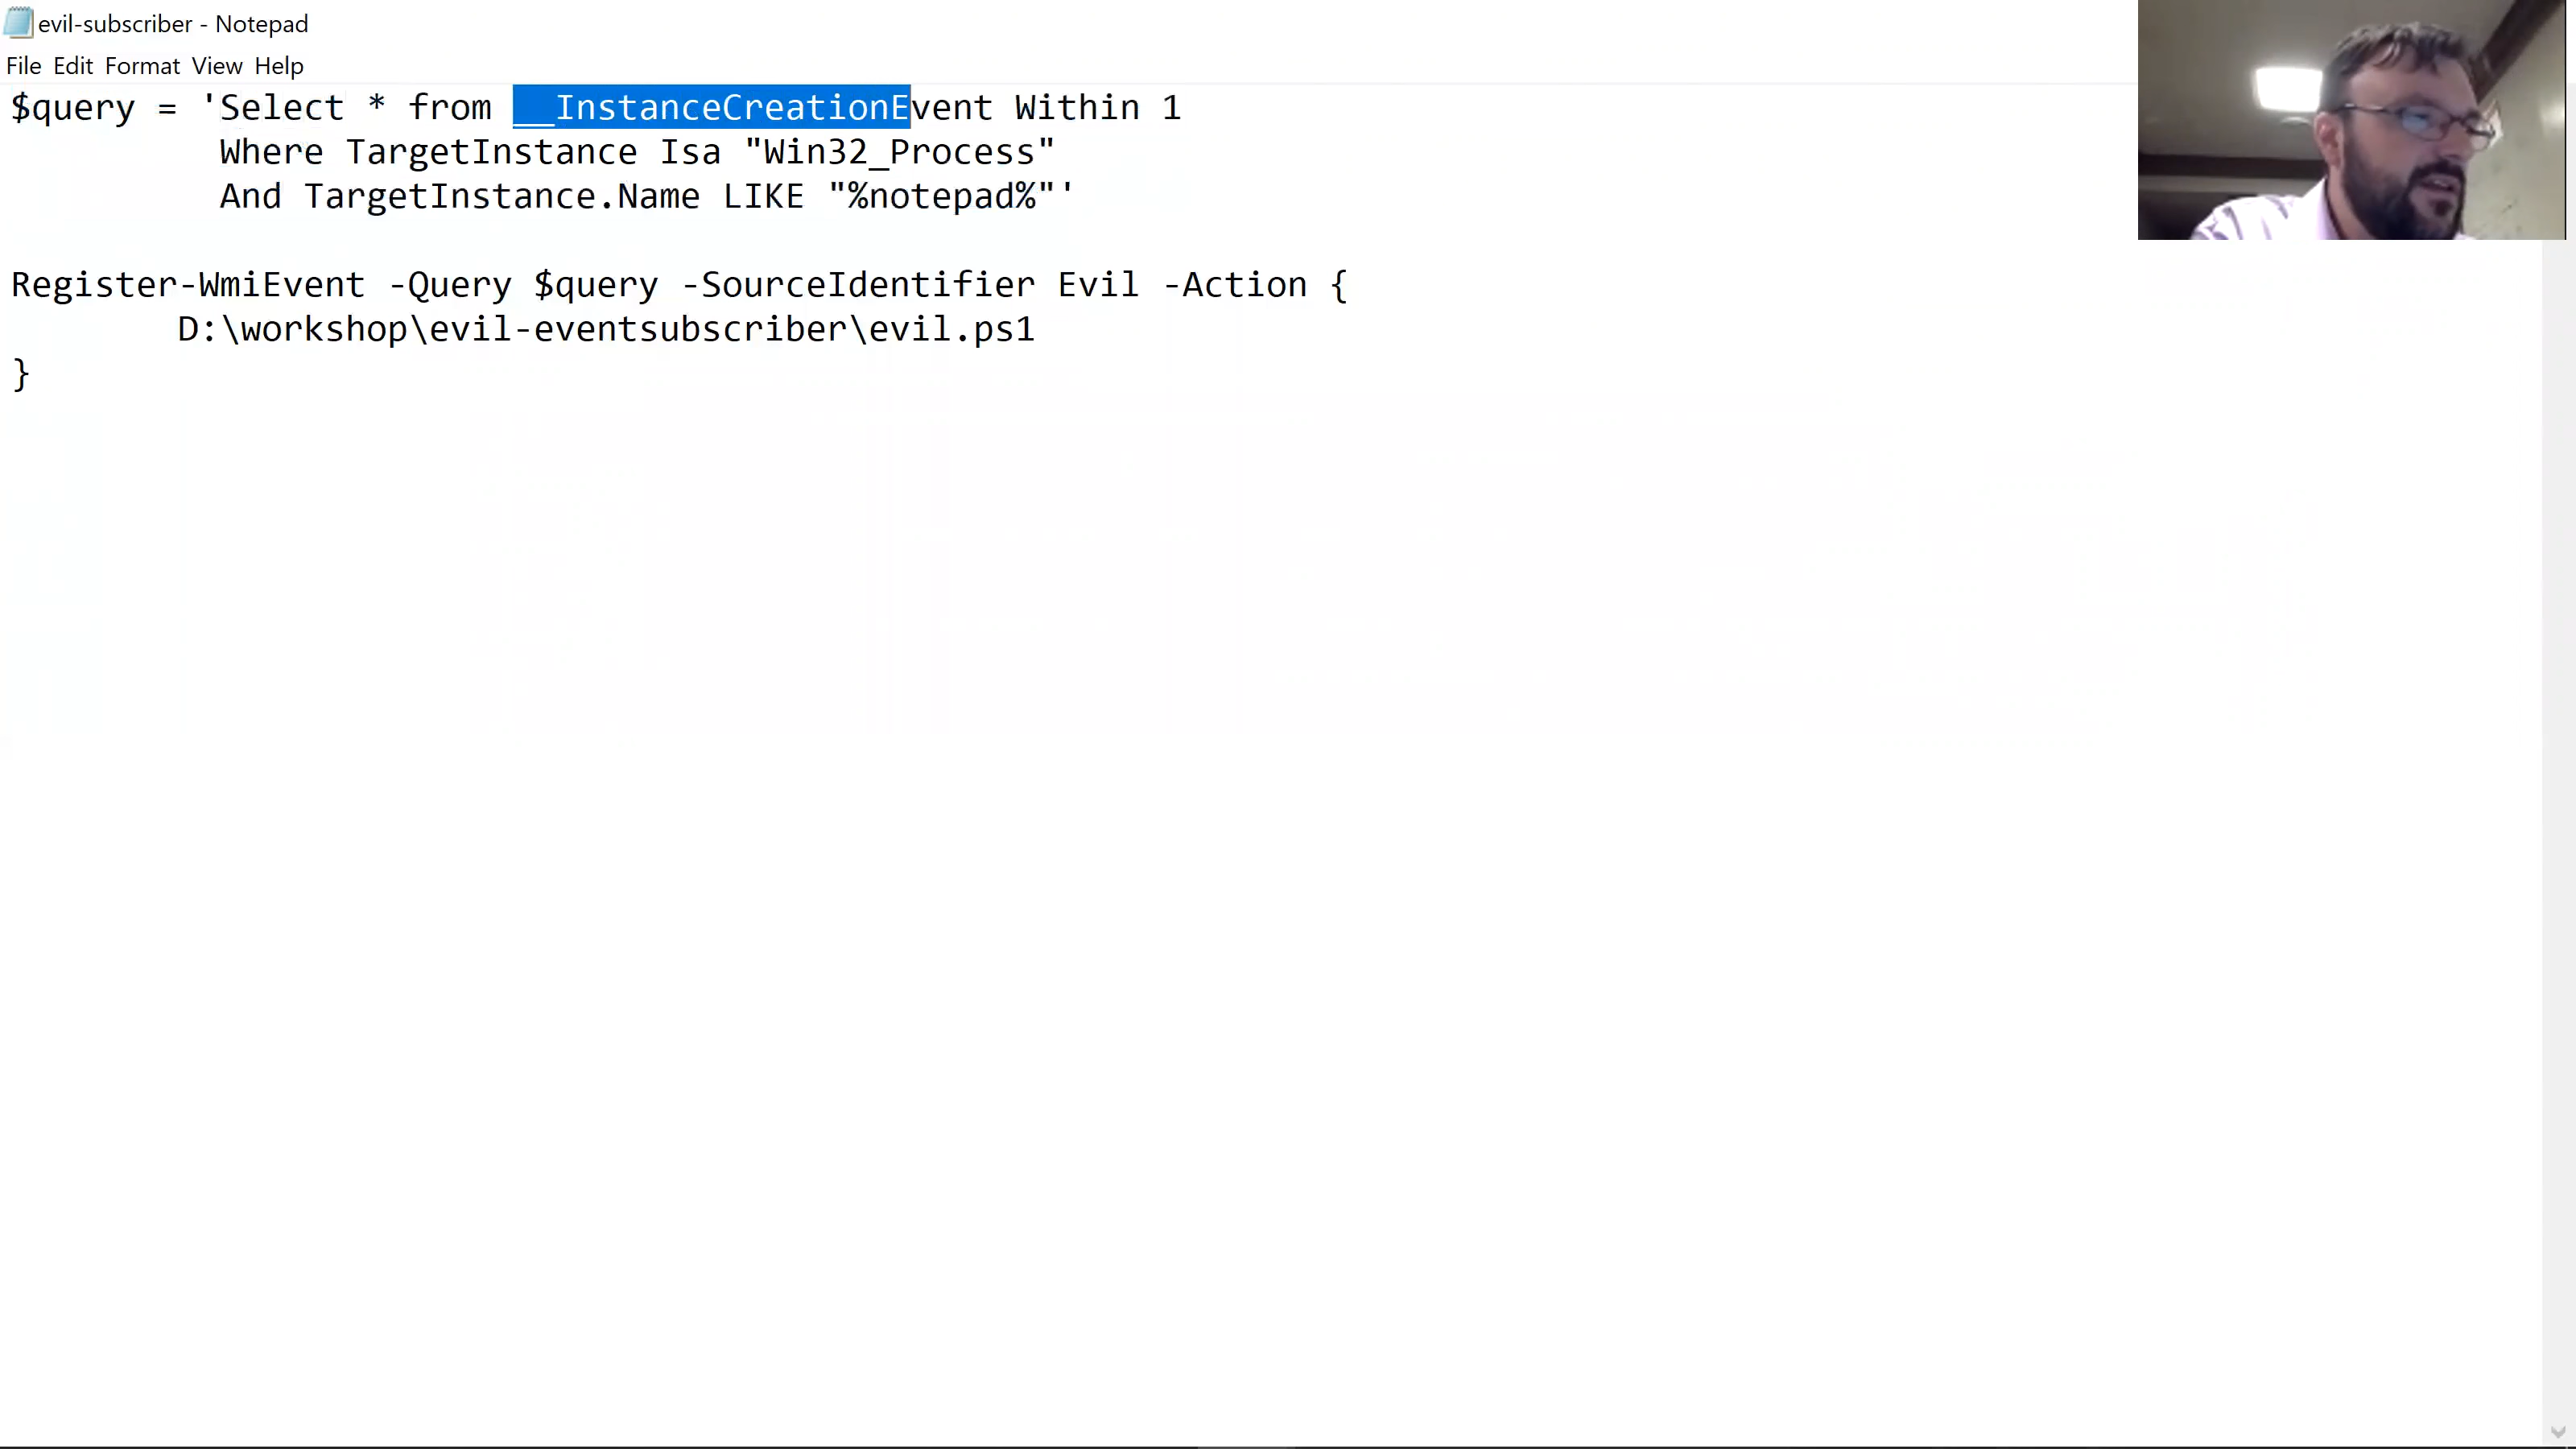 evil-subscriber - Notepad
File Edit Format View Help
$query = 'Select * from __InstanceCreationEvent Within 1
Where TargetInstance Isa "Win32_Process"
And TargetInstance.Name LIKE "%notepad%"'
Register-WmiEvent -Query $query -SourceIdentifier Evil -Action {
D:\workshop\evil-eventsubscriber\evil.ps1
}